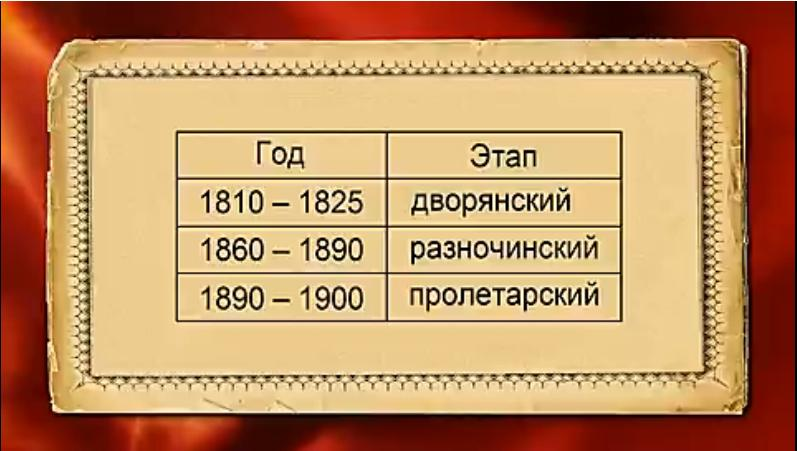 Год Этап
1810 – 1825 дворянский
1860 – 1890 разночинский
1890 – 1900 пролетарский